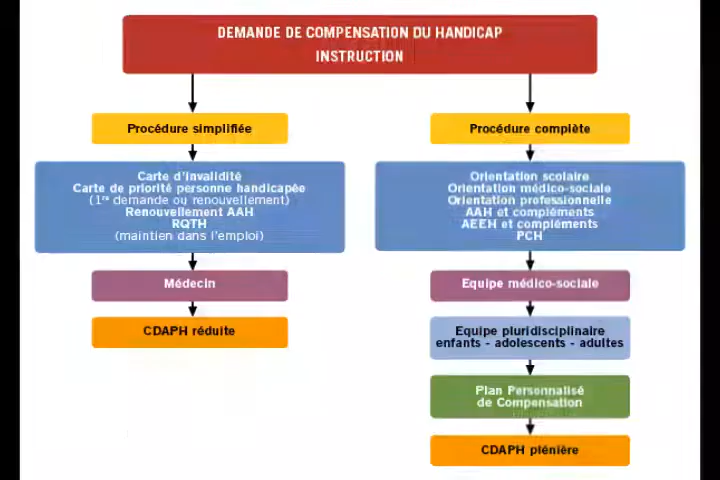 DEMANDE DE COMPENSATION DU HANDICAP
INSTRUCTION
Procédure simplifiée
Carte d'invalidité
Carte de priorité personne handicapée
(1re demande ou renouvellement)
Renouvellement AAH
RQTH
(maintien dans l'emploi)
Médecin
CDAPH réduite
Procédure complète
Orientation scolaire
Orientation médico-sociale
Orientation professionnelle
AAH et compléments
AEEH et compléments
PCH
Equipe médico-sociale
Equipe pluridisciplinaire
enfants - adolescents - adultes
Plan Personnalisé
de Compensation
CDAPH plénière